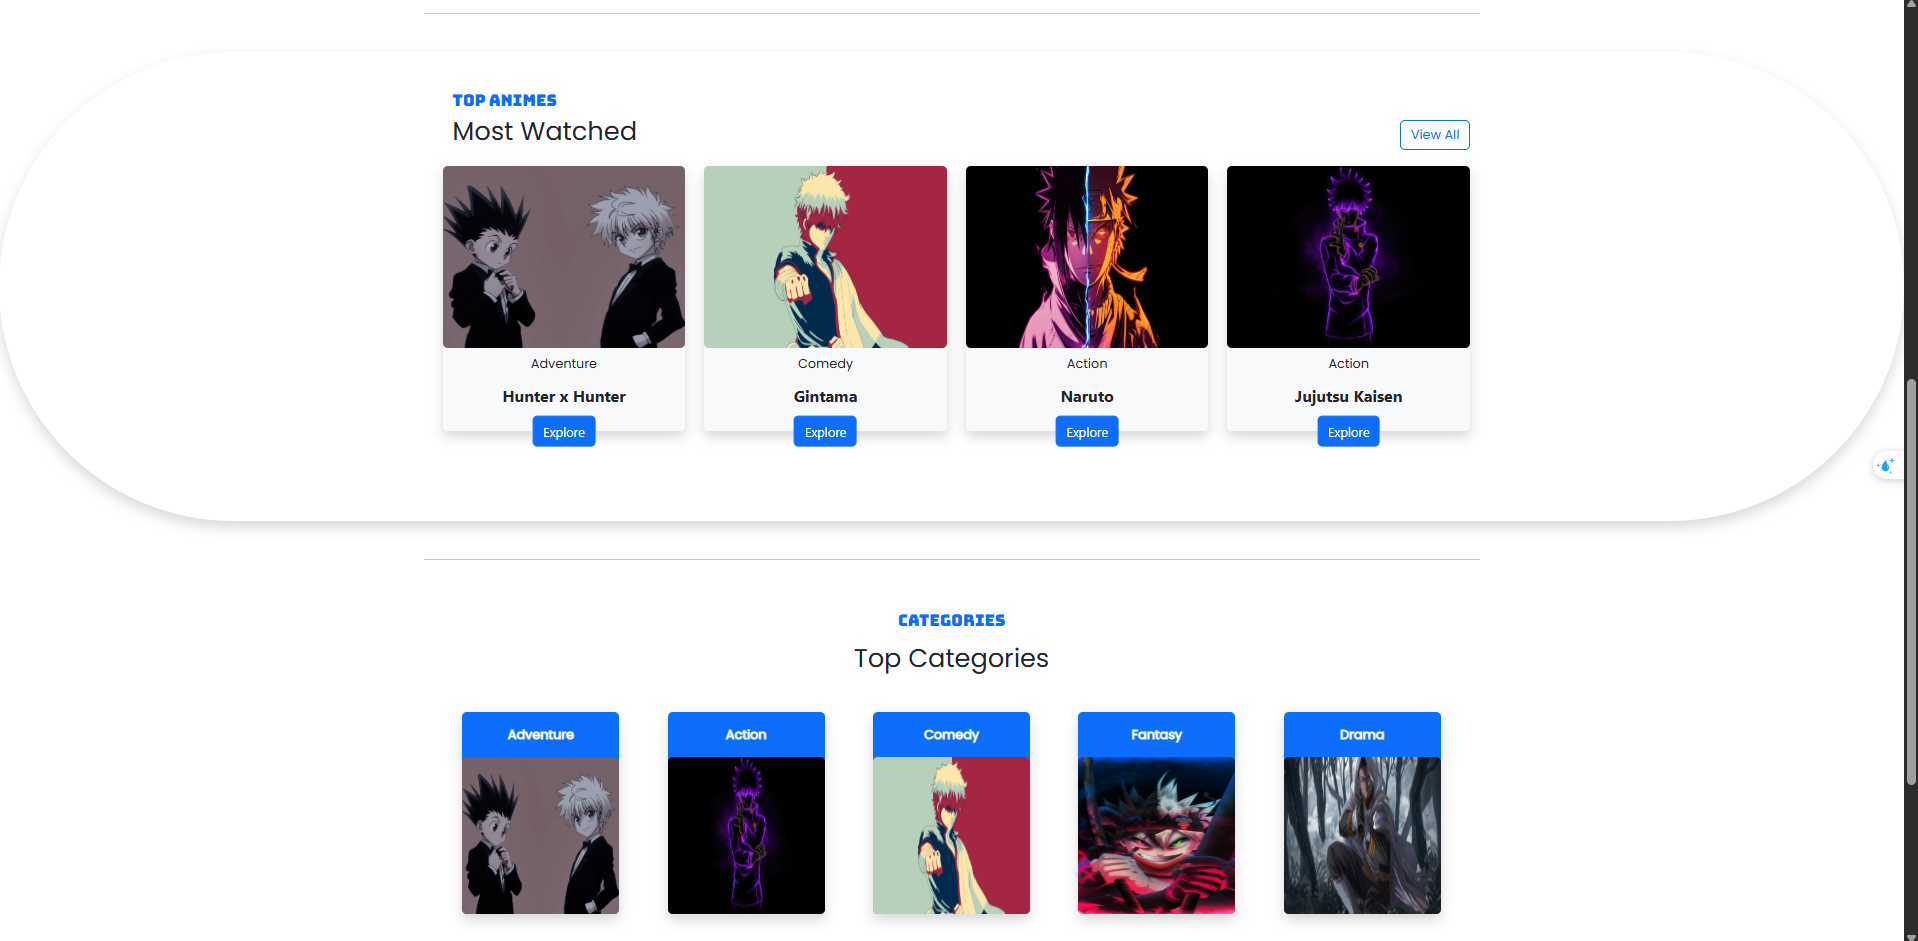 TOP ANIMES
Most Watched
View All
Adventure
Hunter x Hunter
Explore
Comedy
Gintama
Explore
Action
Naruto
Explore
Action
Jujutsu Kaisen
Explore
CATEGORIES
Top Categories
Adventure
Action
Comedy
Fantasy
Drama